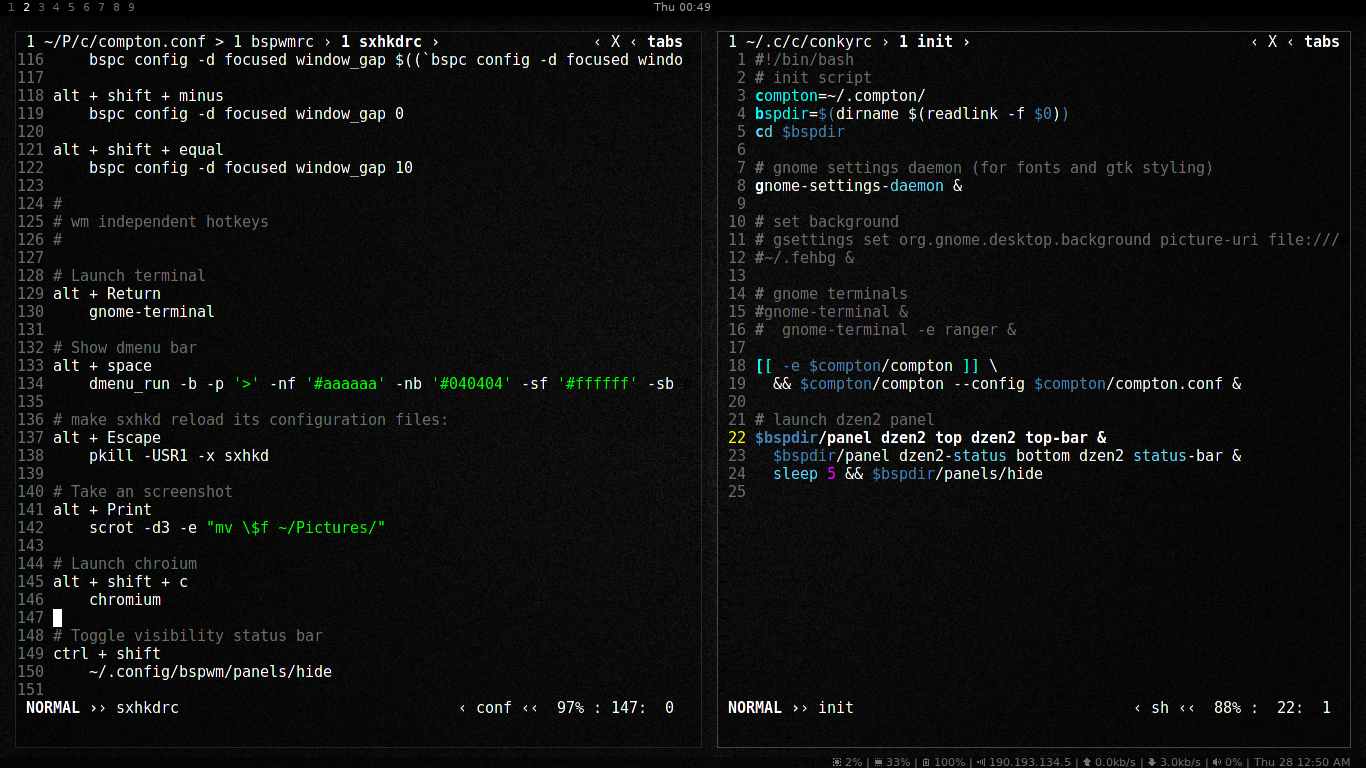 1 2 3 4 5 6 7 8 9
Thu 00:49
1 ~/P/c/compton.conf > 1 bspwmrc › 1 sxhkdrc › ‹ X ‹ tabs
116     bspc config -d focused window_gap $((`bspc config -d focused windo
117
118 alt + shift + minus
119     bspc config -d focused window_gap 0
120
121 alt + shift + equal
122     bspc config -d focused window_gap 10
123
124 #
125 # wm independent hotkeys
126 #
127
128 # Launch terminal
129 alt + Return
130     gnome-terminal
131
132 # Show dmenu bar
133 alt + space
134     dmenu_run -b -p '>' -nf '#aaaaaa' -nb '#040404' -sf '#ffffff' -sb
135
136 # make sxhkd reload its configuration files:
137 alt + Escape
138     pkill -USR1 -x sxhkd
139
140 # Take an screenshot
141 alt + Print
142     scrot -d3 -e "mv \$f ~/Pictures/"
143
144 # Launch chroium
145 alt + shift + c
146     chromium
147
148 # Toggle visibility status bar
149 ctrl + shift
150     ~/.config/bspwm/panels/hide
151
NORMAL ›› sxhkdrc ‹ conf ‹‹ 97% : 147: 0
1 ~/.c/c/conkyrc › 1 init › ‹ X ‹ tabs
1 #!/bin/bash
2 # init script
3 compton=~/.compton/
4 bspdir=$(dirname $(readlink -f $0))
5 cd $bspdir
6
7 # gnome settings daemon (for fonts and gtk styling)
8 gnome-settings-daemon &
9
10 # set background
11 # gsettings set org.gnome.desktop.background picture-uri file:///
12 #~/.fehbg &
13
14 # gnome terminals
15 #gnome-terminal &
16 #  gnome-terminal -e ranger &
17
18 [[ -e $compton/compton ]] \
19   && $compton/compton --config $compton/compton.conf &
20
21 # launch dzen2 panel
22 $bspdir/panel dzen2 top dzen2 top-bar &
23   $bspdir/panel dzen2-status bottom dzen2 status-bar &
24   sleep 5 && $bspdir/panels/hide
25
NORMAL ›› init ‹ sh ‹‹ 88% : 22: 1
2% | 33% | 100% | 190.193.134.5 | 0.0kb/s | 3.0kb/s | 0% | Thu 28 12:50 AM